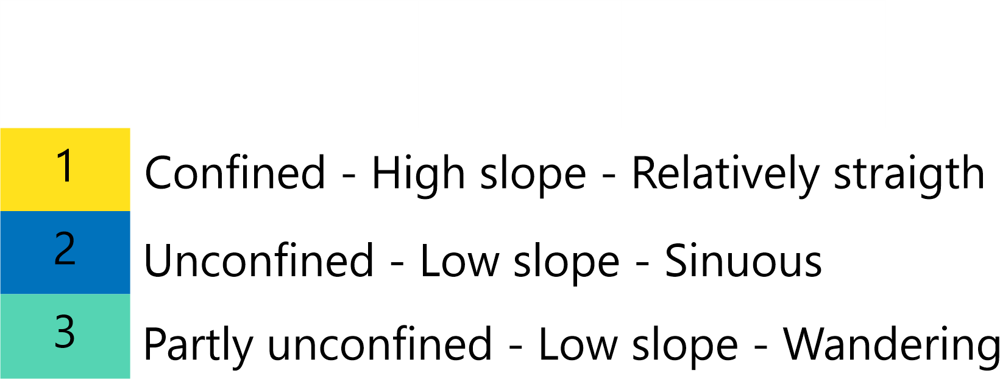 1 Confined - High slope - Relatively straigth
2 Unconfined - Low slope - Sinuous
3 Partly unconfined - Low slope - Wandering